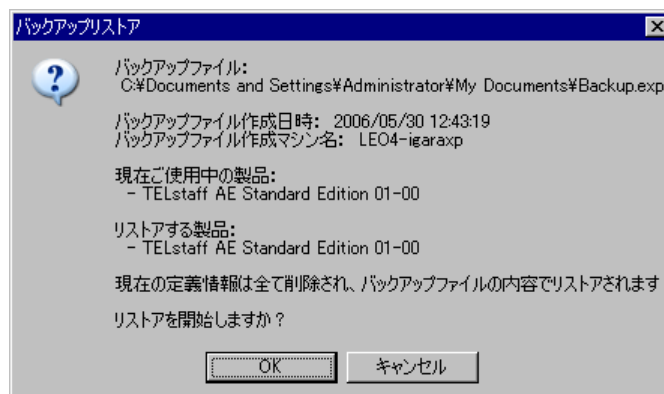 バックアップリストア
バックアップファイル:
C:¥Documents and Settings¥Administrator¥My Documents¥Backup.exp
バックアップファイル作成日時: 2006/05/30 12:43:19
バックアップファイル作成マシン名: LEO4-igaraxp
現在ご使用中の製品:
- TELstaff AE Standard Edition 01-00
リストアする製品:
- TELstaff AE Standard Edition 01-00
現在の定義情報は全て削除され、バックアップファイルの内容でリストアされます
リストアを開始しますか？
OK
キャンセル